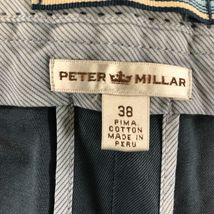 PETER MILLAR
38
PIMA
COTTON
MADE IN
PERU